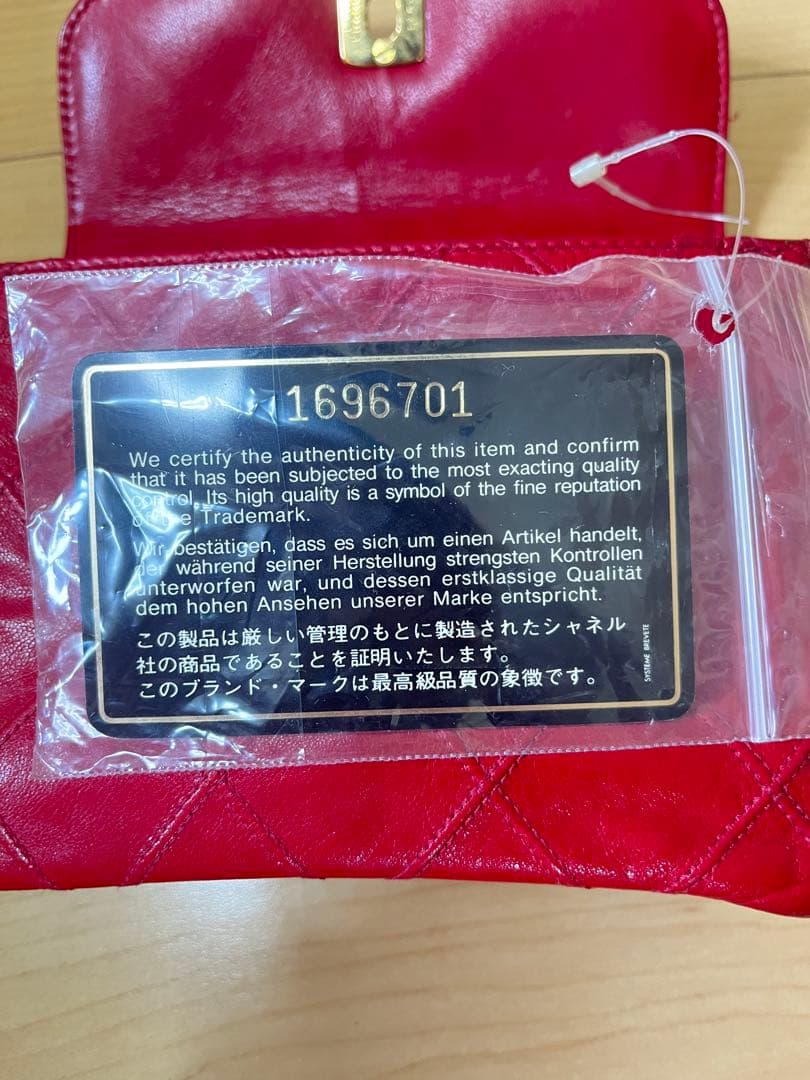 1696701
We certify the authenticity of this item and confirm
that it has been subjected to the most exacting quality
control. Its high quality is a symbol of the fine reputation
of the Trademark.
Wir bestätigen, dass es sich um einen Artikel handelt,
der während seiner Herstellung strengsten Kontrollen
unterworfen war, und dessen erstklassige Qualität
dem hohen Ansehen unserer Marke entspricht.
この製品は厳しい管理のもとに製造されたシャネル
社の商品であることを証明いたします。
このブランド・マークは最高級品質の象徴です。
SYSTEME BREVETE